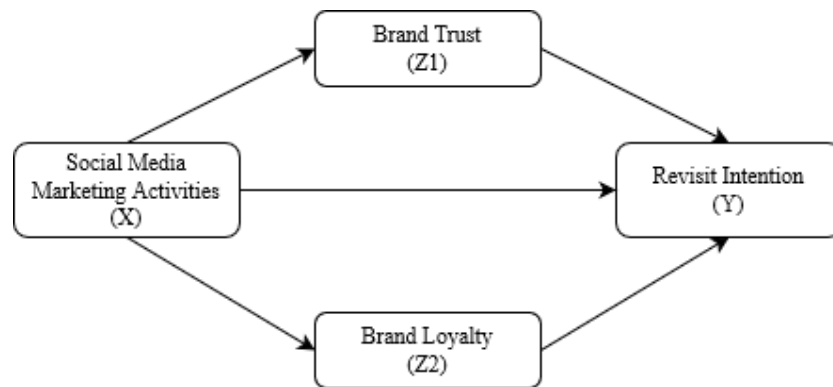 Brand Trust
(Z1)
Social Media
Marketing Activities
(X)
Revisit Intention
(Y)
Brand Loyalty
(Z2)